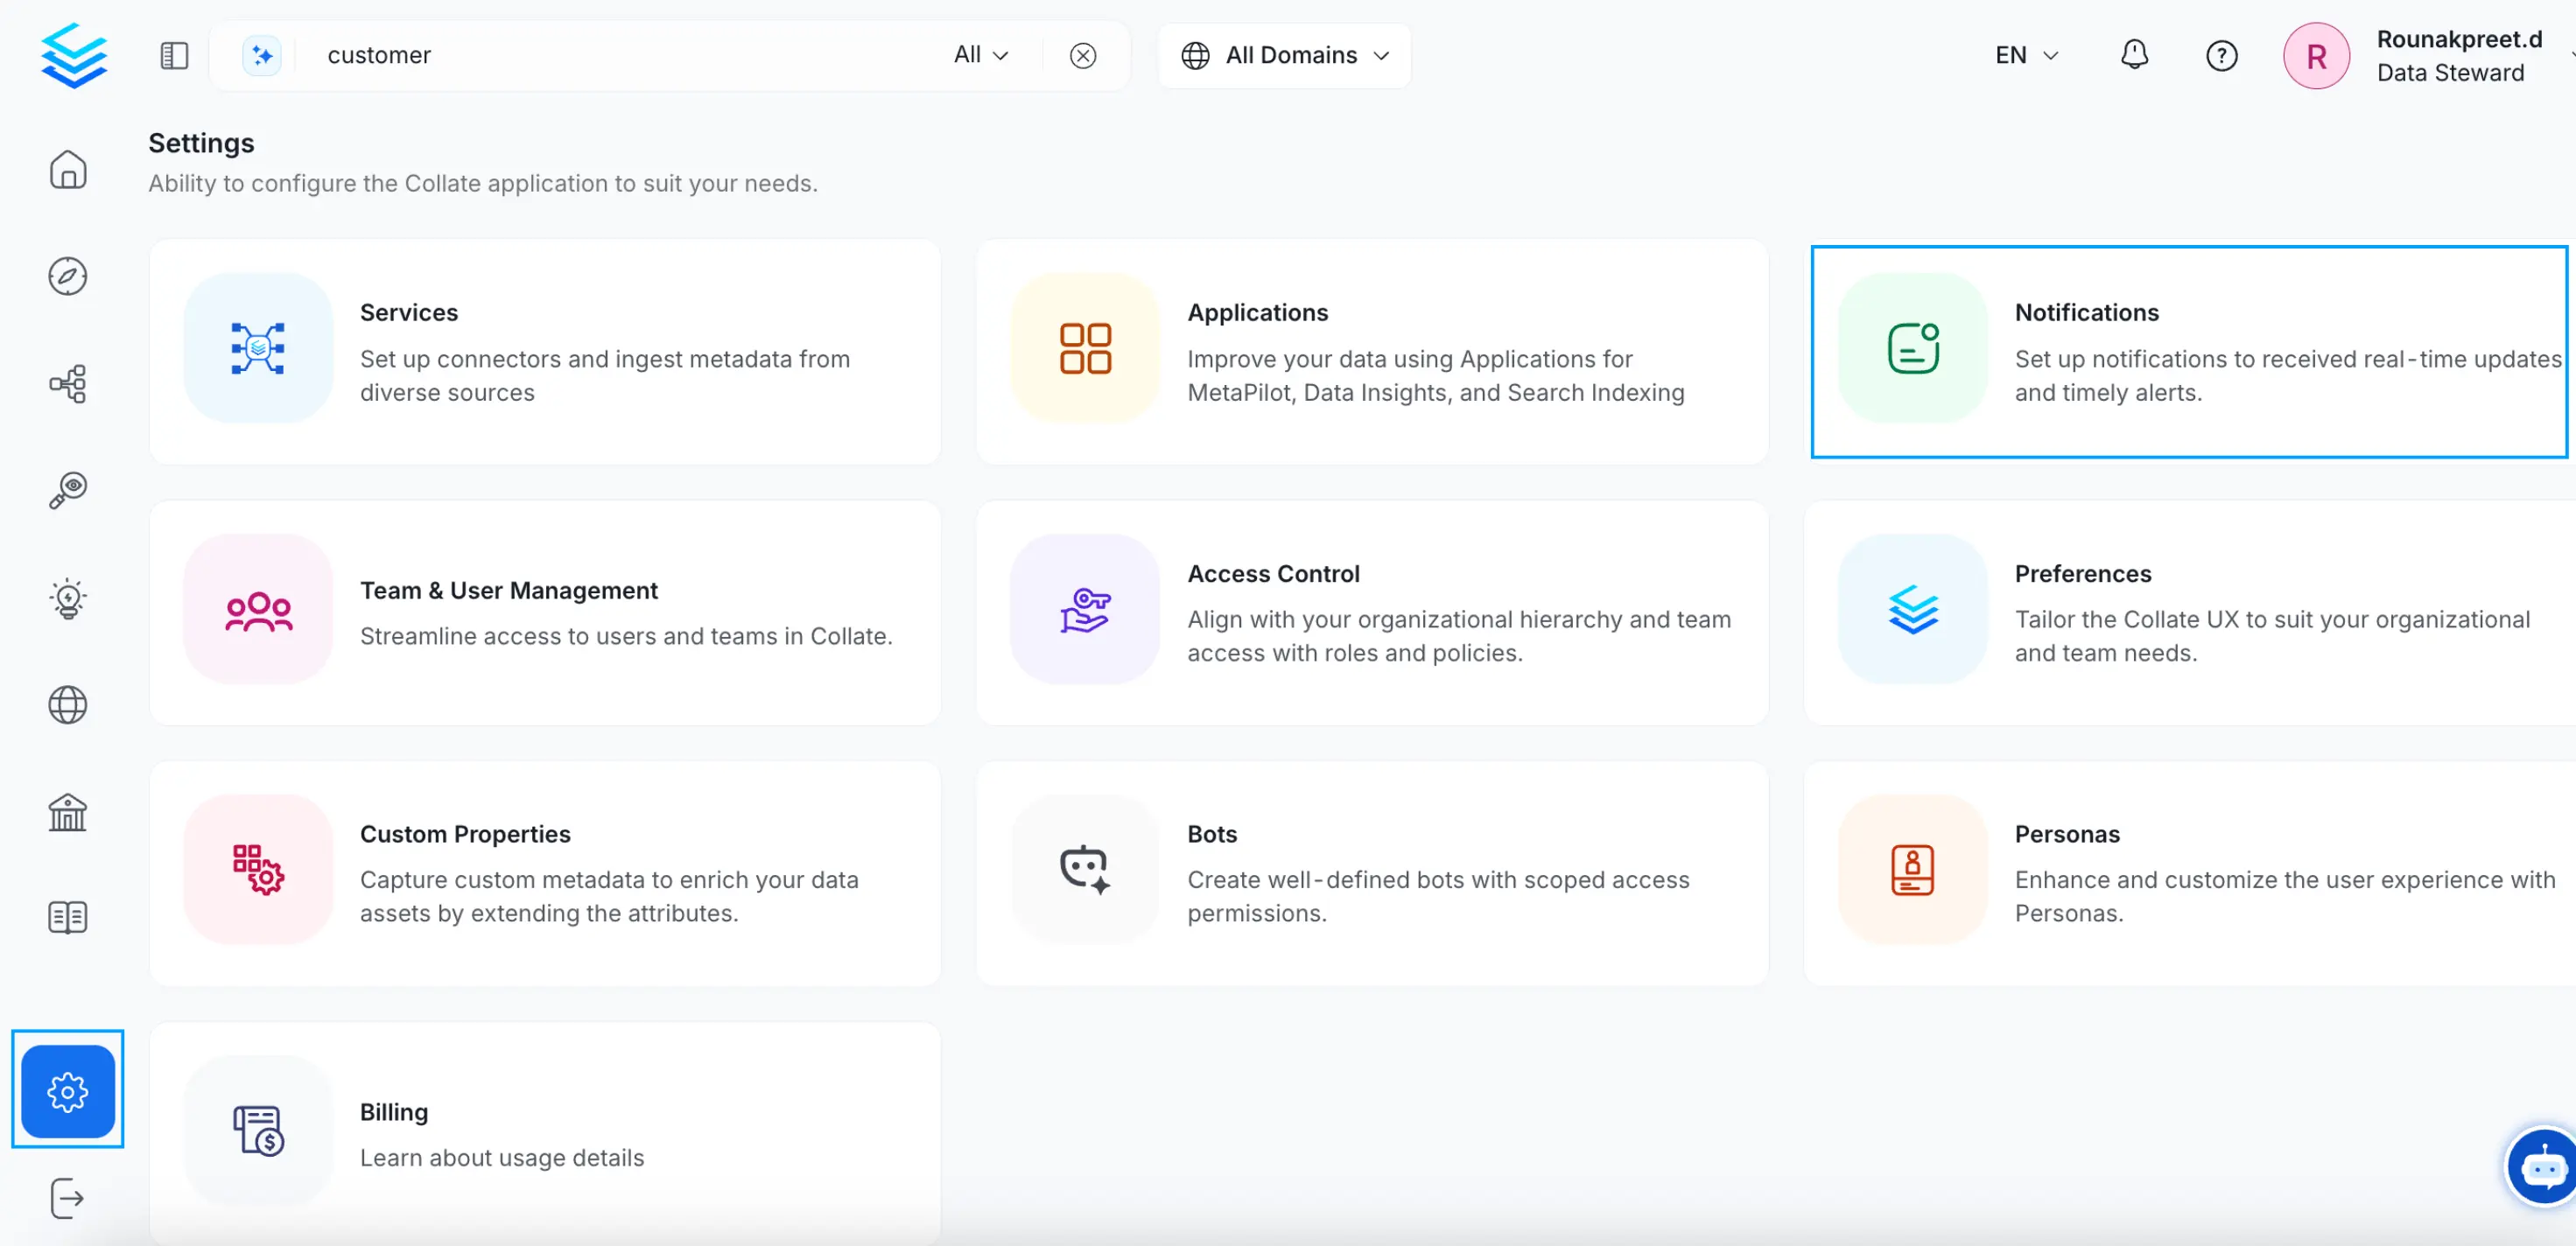 customer
All
All Domains
EN
R
Rounakpreet.d
Data Steward
Settings
Ability to configure the Collate application to suit your needs.
Services
Set up connectors and ingest metadata from
diverse sources
Applications
Improve your data using Applications for
MetaPilot, Data Insights, and Search Indexing
Notifications
Set up notifications to received real-time updates
and timely alerts.
Team & User Management
Streamline access to users and teams in Collate.
Access Control
Align with your organizational hierarchy and team
access with roles and policies.
Preferences
Tailor the Collate UX to suit your organizational
and team needs.
Custom Properties
Capture custom metadata to enrich your data
assets by extending the attributes.
Bots
Create well-defined bots with scoped access
permissions.
Personas
Enhance and customize the user experience with
Personas.
Billing
Learn about usage details